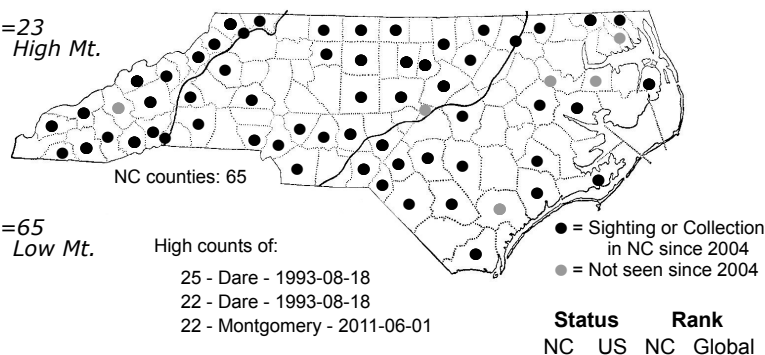 =23
High Mt.
NC counties: 65
=65
Low Mt.
High counts of:
25 - Dare - 1993-08-18
22 - Dare - 1993-08-18
22 - Montgomery - 2011-06-01
= Sighting or Collection
in NC since 2004
= Not seen since 2004
Status Rank
NC US NC Global